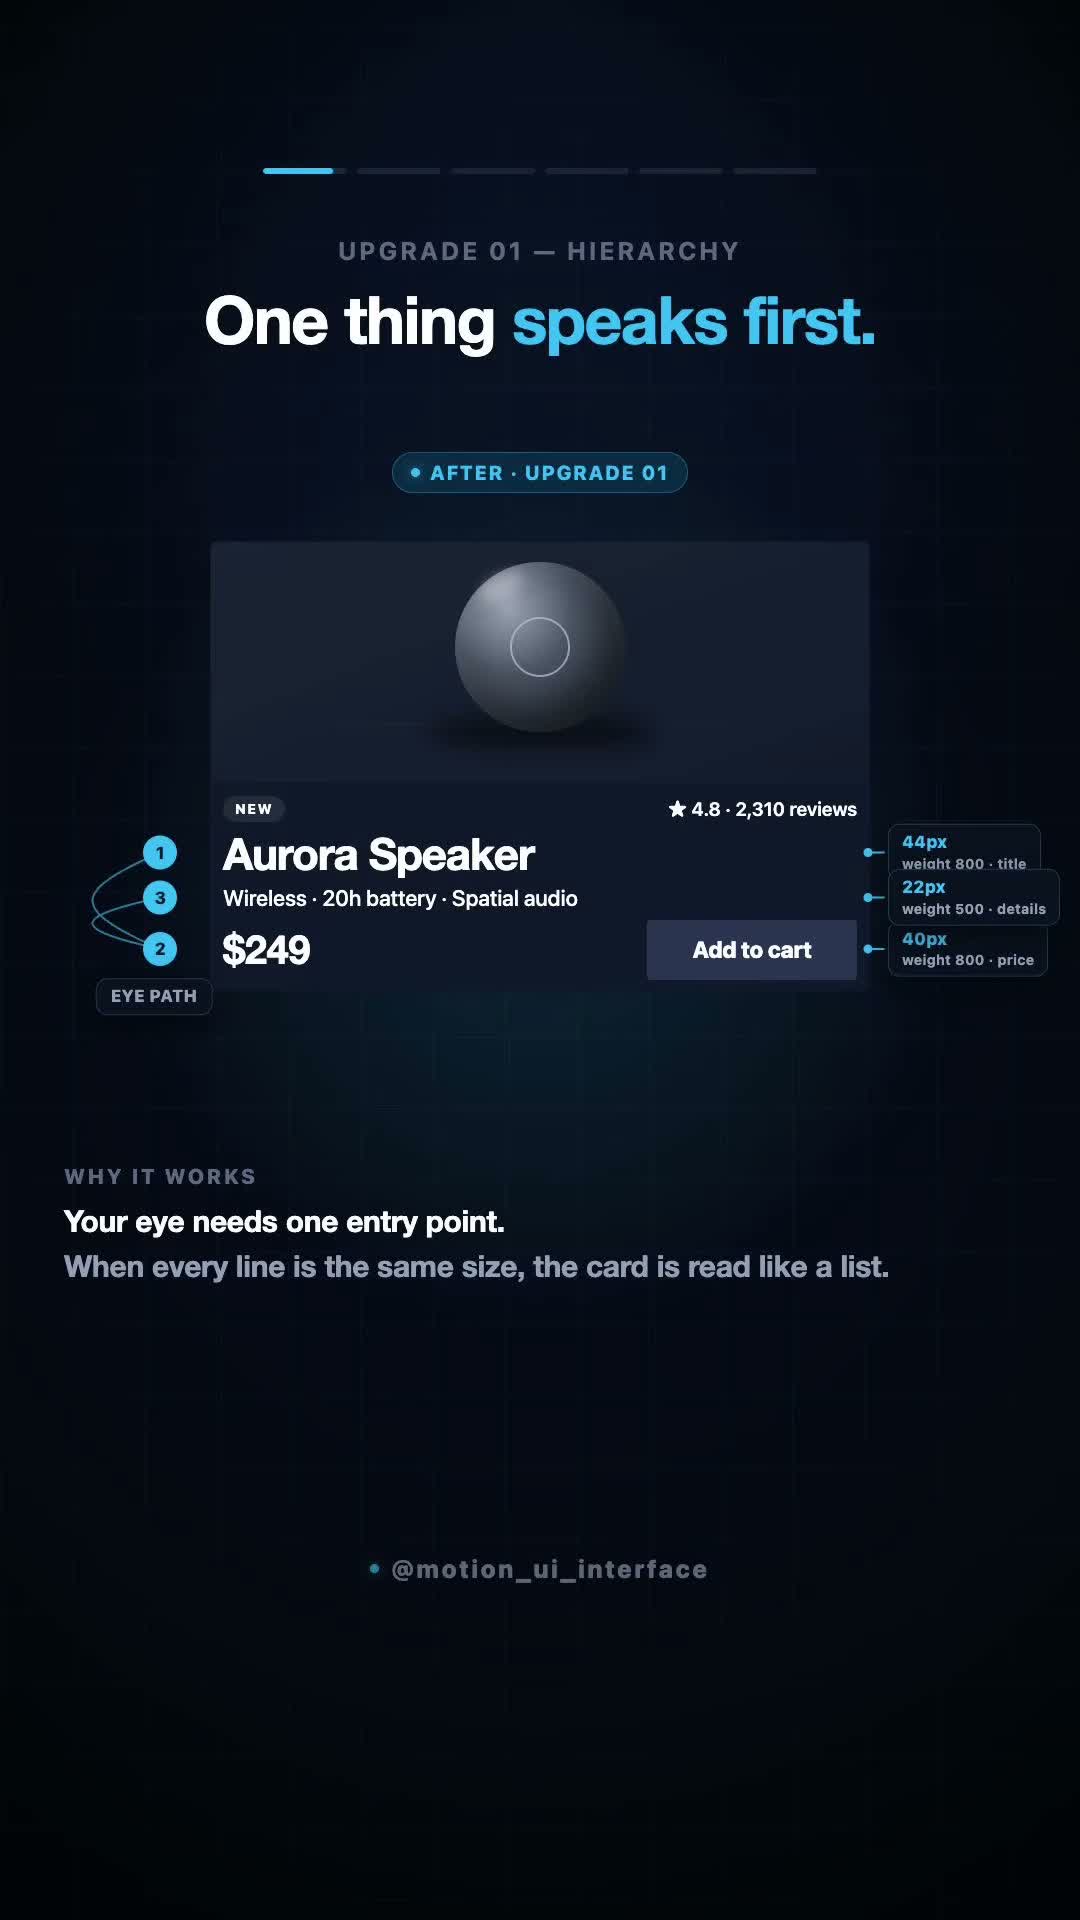 UPGRADE 01 — HIERARCHY
One thing speaks first.
AFTER · UPGRADE 01
NEW
★ 4.8 · 2,310 reviews
1
Aurora Speaker
44px
weight 800 · title
3
Wireless · 20h battery · Spatial audio
22px
weight 500 · details
2
$249
Add to cart
40px
weight 800 · price
EYE PATH
WHY IT WORKS
Your eye needs one entry point.
When every line is the same size, the card is read like a list.
@motion_ui_interface